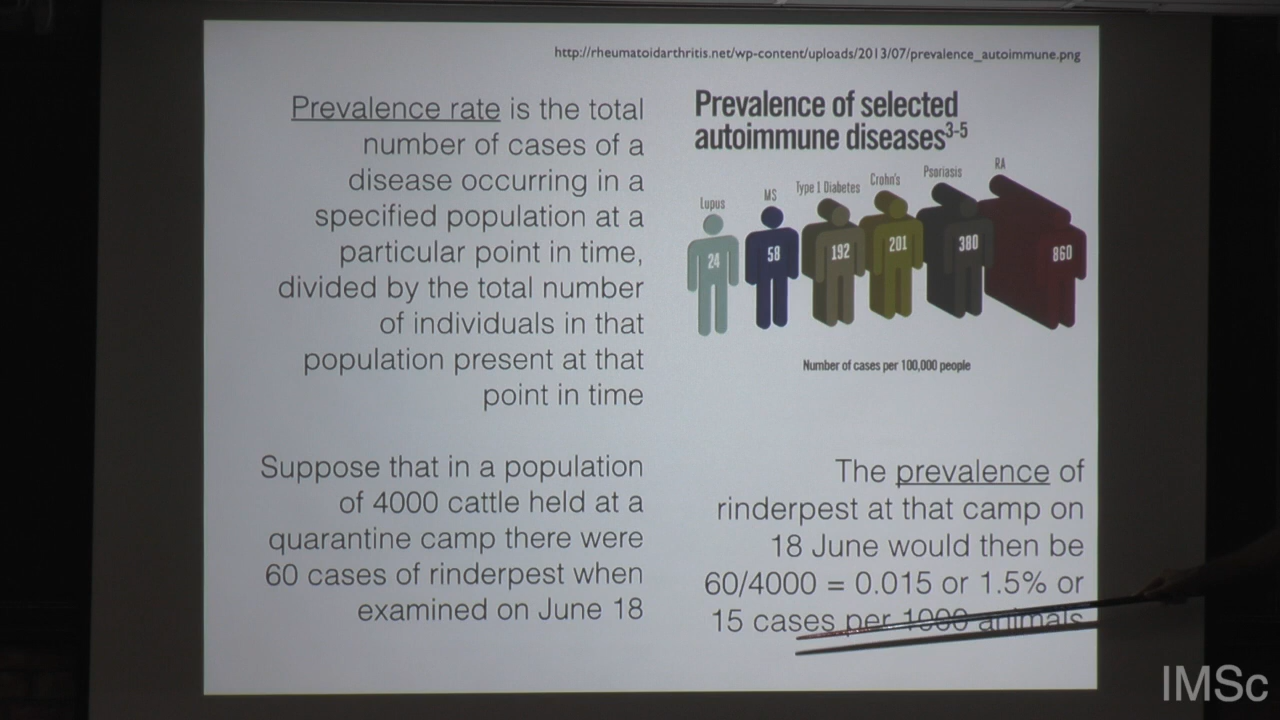 http://rheumatoidarthritis.net/wp-content/uploads/2013/07/prevalence_autoimmune.png
Prevalence rate is the total
number of cases of a
disease occurring in a
specified population at a
particular point in time,
divided by the total number
of individuals in that
population present at that
point in time
Prevalence of selected
autoimmune diseases3-5
Lupus
MS
Type 1 Diabetes
Crohn's
Psoriasis
RA
24
58
192
201
380
860
Number of cases per 100,000 people
Suppose that in a population
of 4000 cattle held at a
quarantine camp there were
60 cases of rinderpest when
examined on June 18
The prevalence of
rinderpest at that camp on
18 June would then be
60/4000 = 0.015 or 1.5% or
15 cases per 1000 animals
IMSc